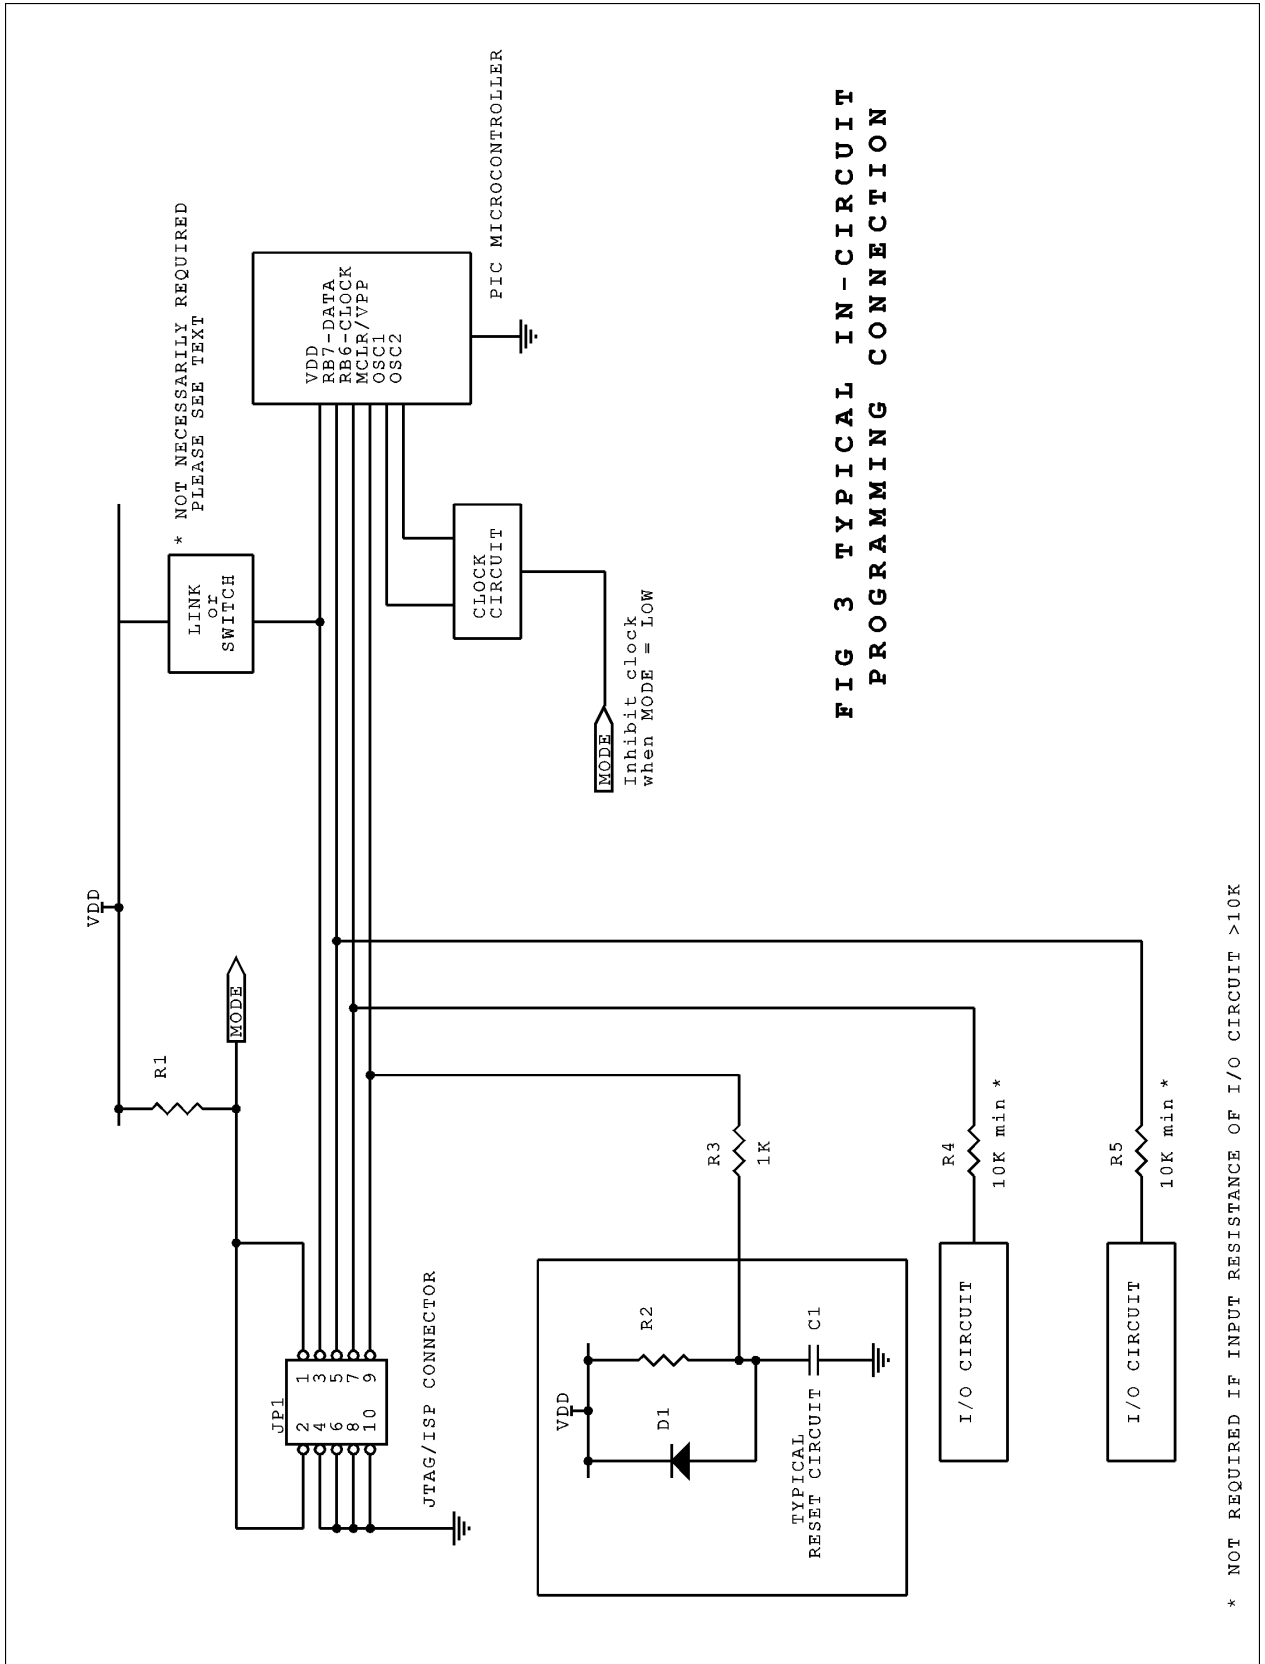 VDD
R1
MODE
* NOT NECESSARILY REQUIRED
PLEASE SEE TEXT
LINK
or
SWITCH
JP1
2 1
4 3
6 5
8 7
10 9
JTAG/ISP CONNECTOR
VDD
RB7-DATA
RB6-CLOCK
MCLR/VPP
OSC1
OSC2
PIC MICROCONTROLLER
CLOCK
CIRCUIT
MODE
Inhibit clock
when MODE = LOW
VDD
R2
D1
C1
TYPICAL
RESET CIRCUIT
R3
1K
I/O CIRCUIT
R4
10K min *
I/O CIRCUIT
R5
10K min *
FIG 3 TYPICAL IN-CIRCUIT
PROGRAMMING CONNECTION
* NOT REQUIRED IF INPUT RESISTANCE OF I/O CIRCUIT >10K